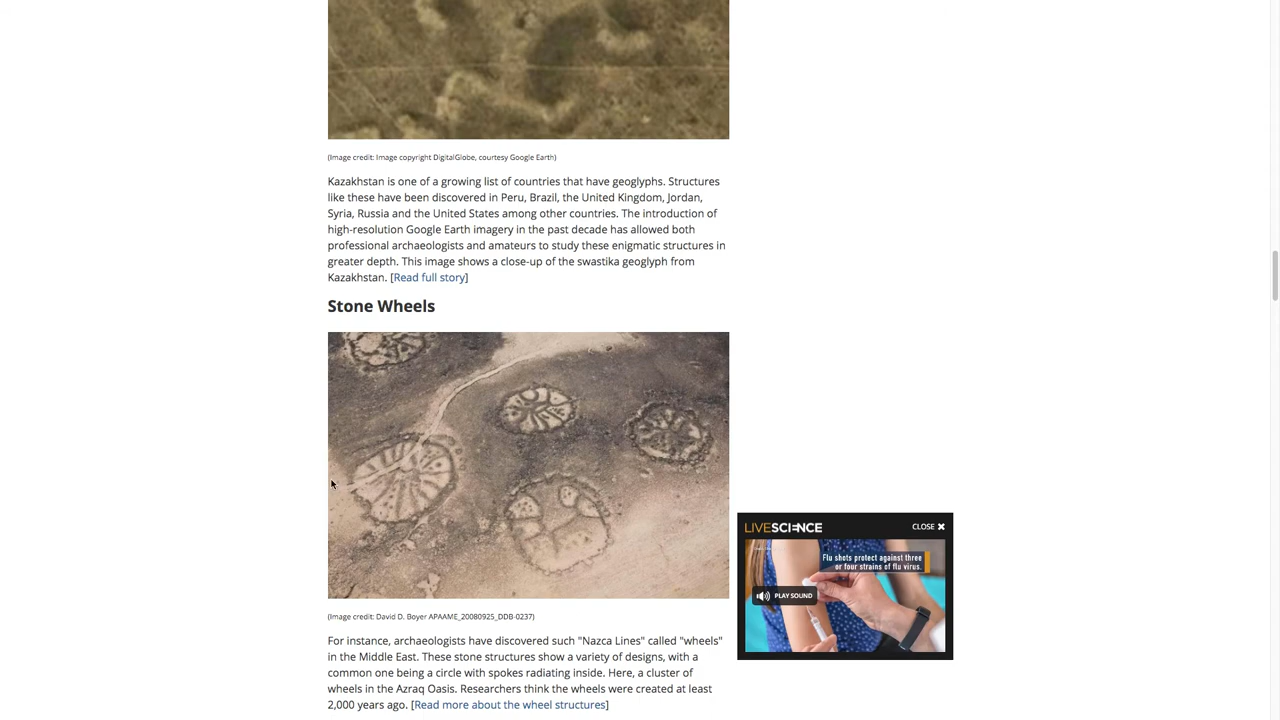 (Image credit: Image copyright DigitalGlobe, courtesy Google Earth)
Kazakhstan is one of a growing list of countries that have geoglyphs. Structures
like these have been discovered in Peru, Brazil, the United Kingdom, Jordan,
Syria, Russia and the United States among other countries. The introduction of
high-resolution Google Earth imagery in the past decade has allowed both
professional archaeologists and amateurs to study these enigmatic structures in
greater depth. This image shows a close-up of the swastika geoglyph from
Kazakhstan. [Read full story]
Stone Wheels
LIVESCIENCE
CLOSE ✖
Flu shots protect against three
or four strains of flu virus.
PLAY SOUND
(Image credit: David D. Boyer APAAME_20080925_DDB-0237)
For instance, archaeologists have discovered such "Nazca Lines" called "wheels"
in the Middle East. These stone structures show a variety of designs, with a
common one being a circle with spokes radiating inside. Here, a cluster of
wheels in the Azraq Oasis. Researchers think the wheels were created at least
2,000 years ago. [Read more about the wheel structures]